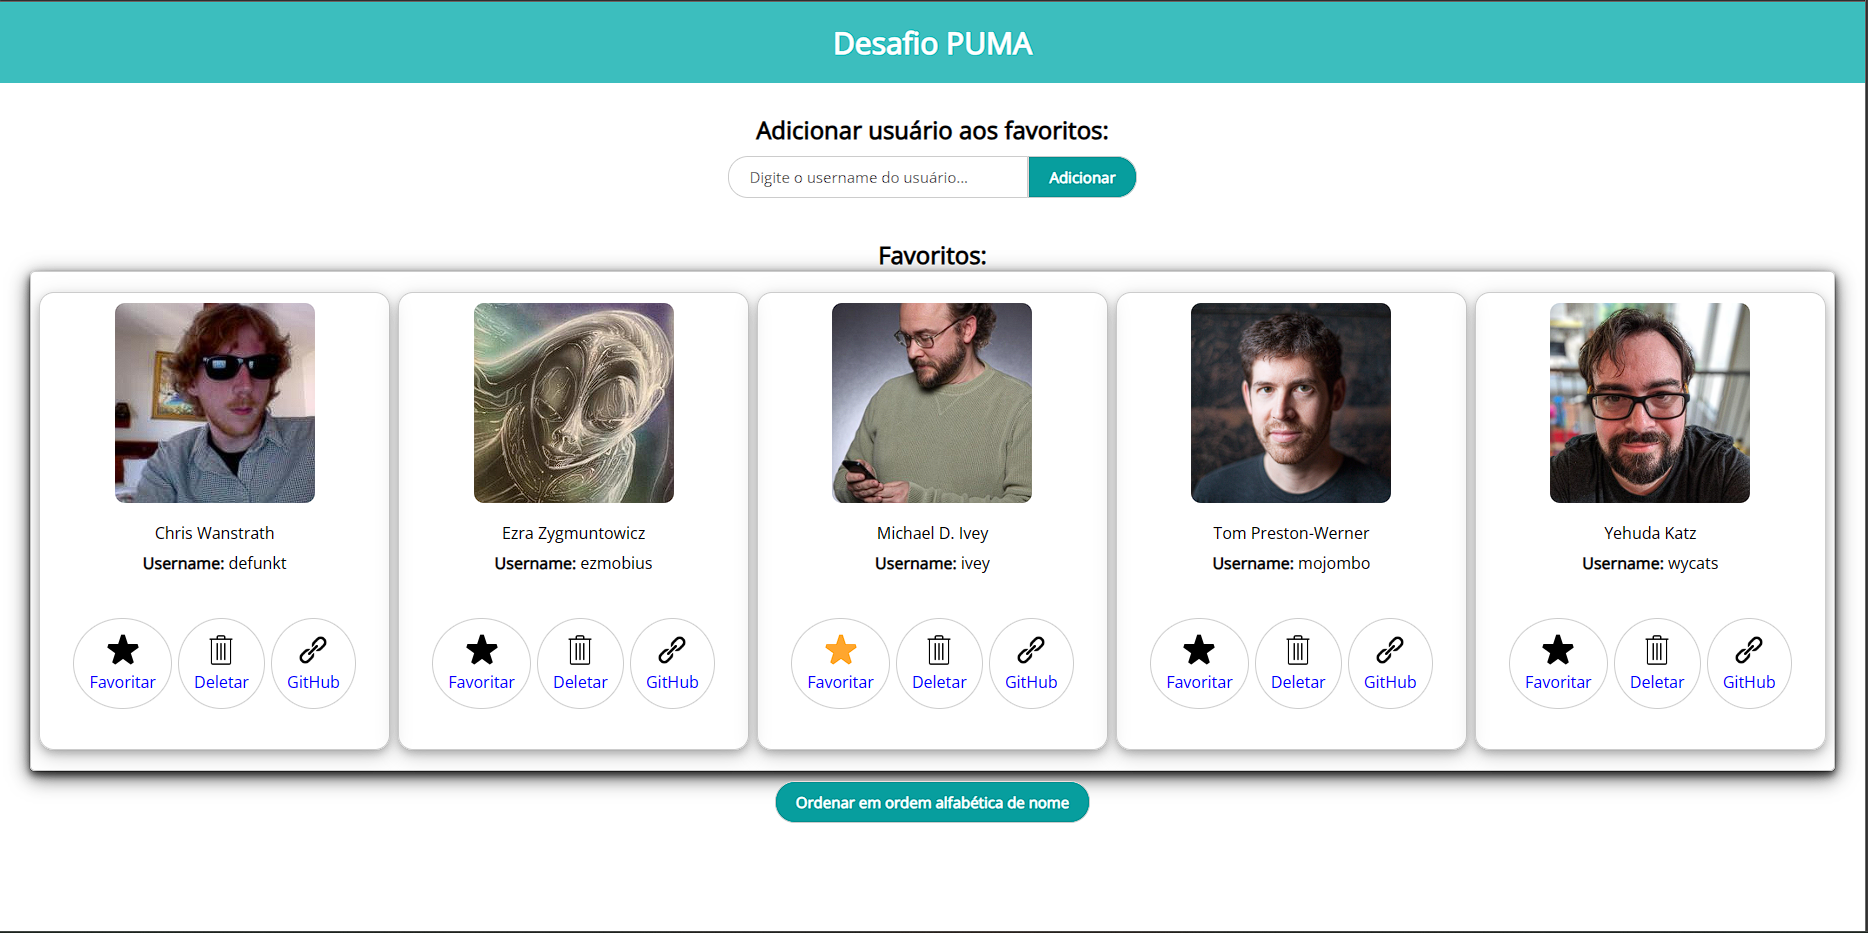 Desafio PUMA
Adicionar usuário aos favoritos:
Digite o username do usuário...
Adicionar
Favoritos:
Chris Wanstrath
Username: defunkt
Favoritar
Deletar
GitHub
Ezra Zygmuntowicz
Username: ezmobius
Favoritar
Deletar
GitHub
Michael D. Ivey
Username: ivey
Favoritar
Deletar
GitHub
Tom Preston-Werner
Username: mojombo
Favoritar
Deletar
GitHub
Yehuda Katz
Username: wycats
Favoritar
Deletar
GitHub
Ordenar em ordem alfabética de nome